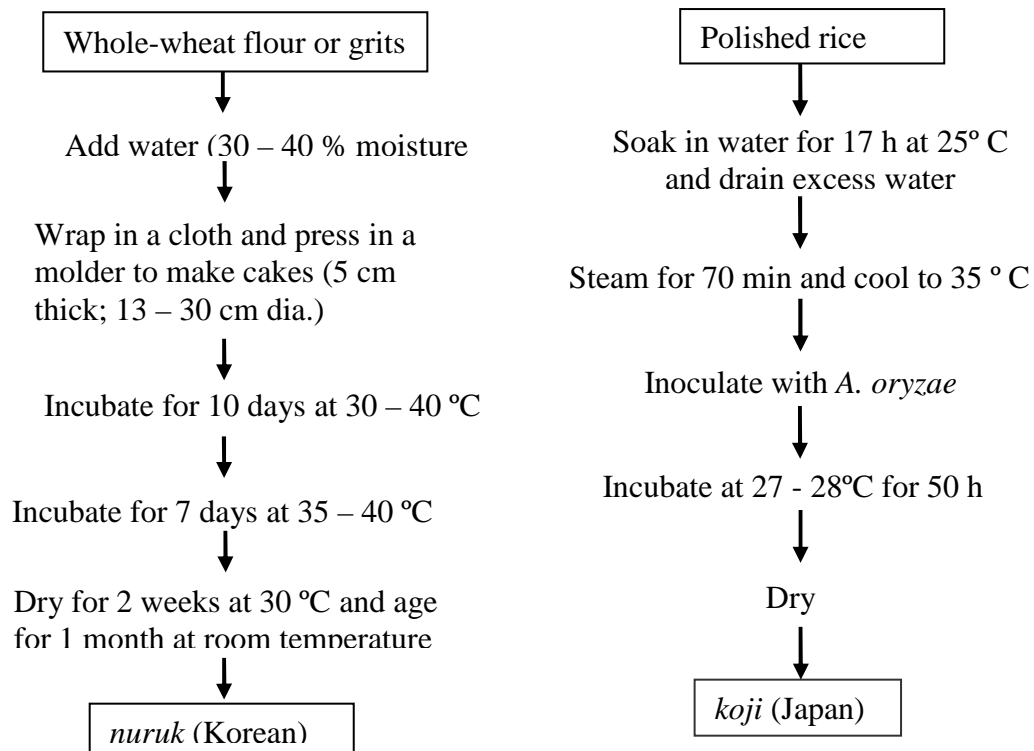 Whole-wheat flour or grits
Add water (30 – 40 % moisture
Wrap in a cloth and press in a
molder to make cakes (5 cm
thick; 13 – 30 cm dia.)
Incubate for 10 days at 30 – 40 ºC
Incubate for 7 days at 35 – 40 ºC
Dry for 2 weeks at 30 ºC and age
for 1 month at room temperature
nuruk (Korean)
Polished rice
Soak in water for 17 h at 25º C
and drain excess water
Steam for 70 min and cool to 35 º C
Inoculate with A. oryzae
Incubate at 27 - 28ºC for 50 h
Dry
koji (Japan)